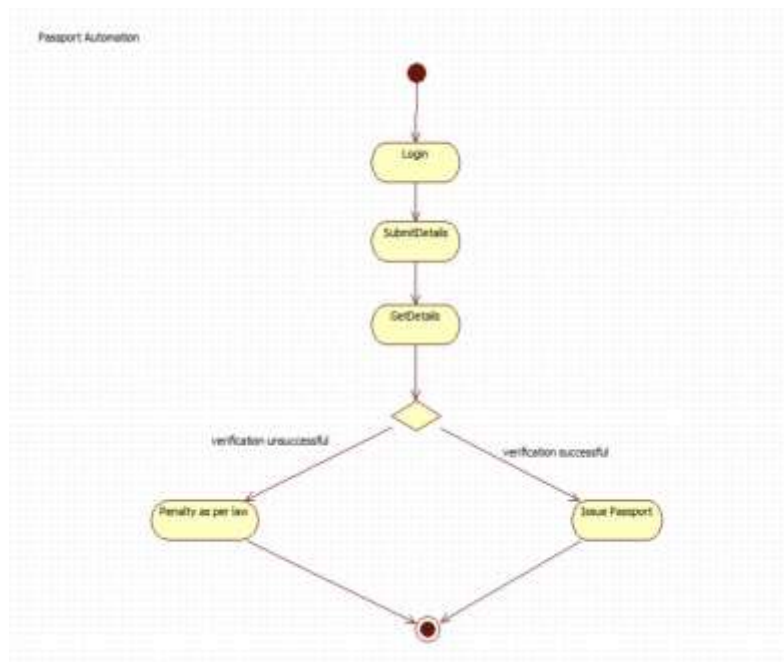 Passport Automation
Login
SubmitDetails
GetDetails
verification unsuccessful
verification successful
Penalty as per law
Issue Passport